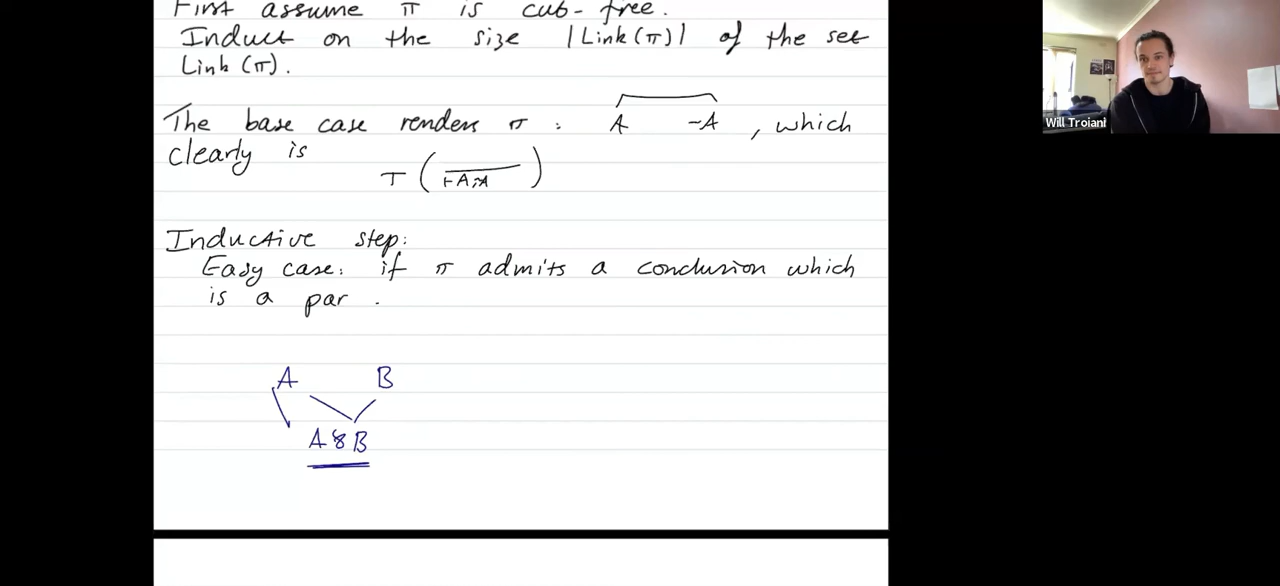 First assume π is cut-free.
Induct on the size |Link(π)| of the set
Link(π).
The base case renders π : A ¬A , which
clearly is
T ( ⊢A,¬A )
Inductive step:
Easy case: if π admits a conclusion which
is a par .
A B
A⅋B
Will Troiani